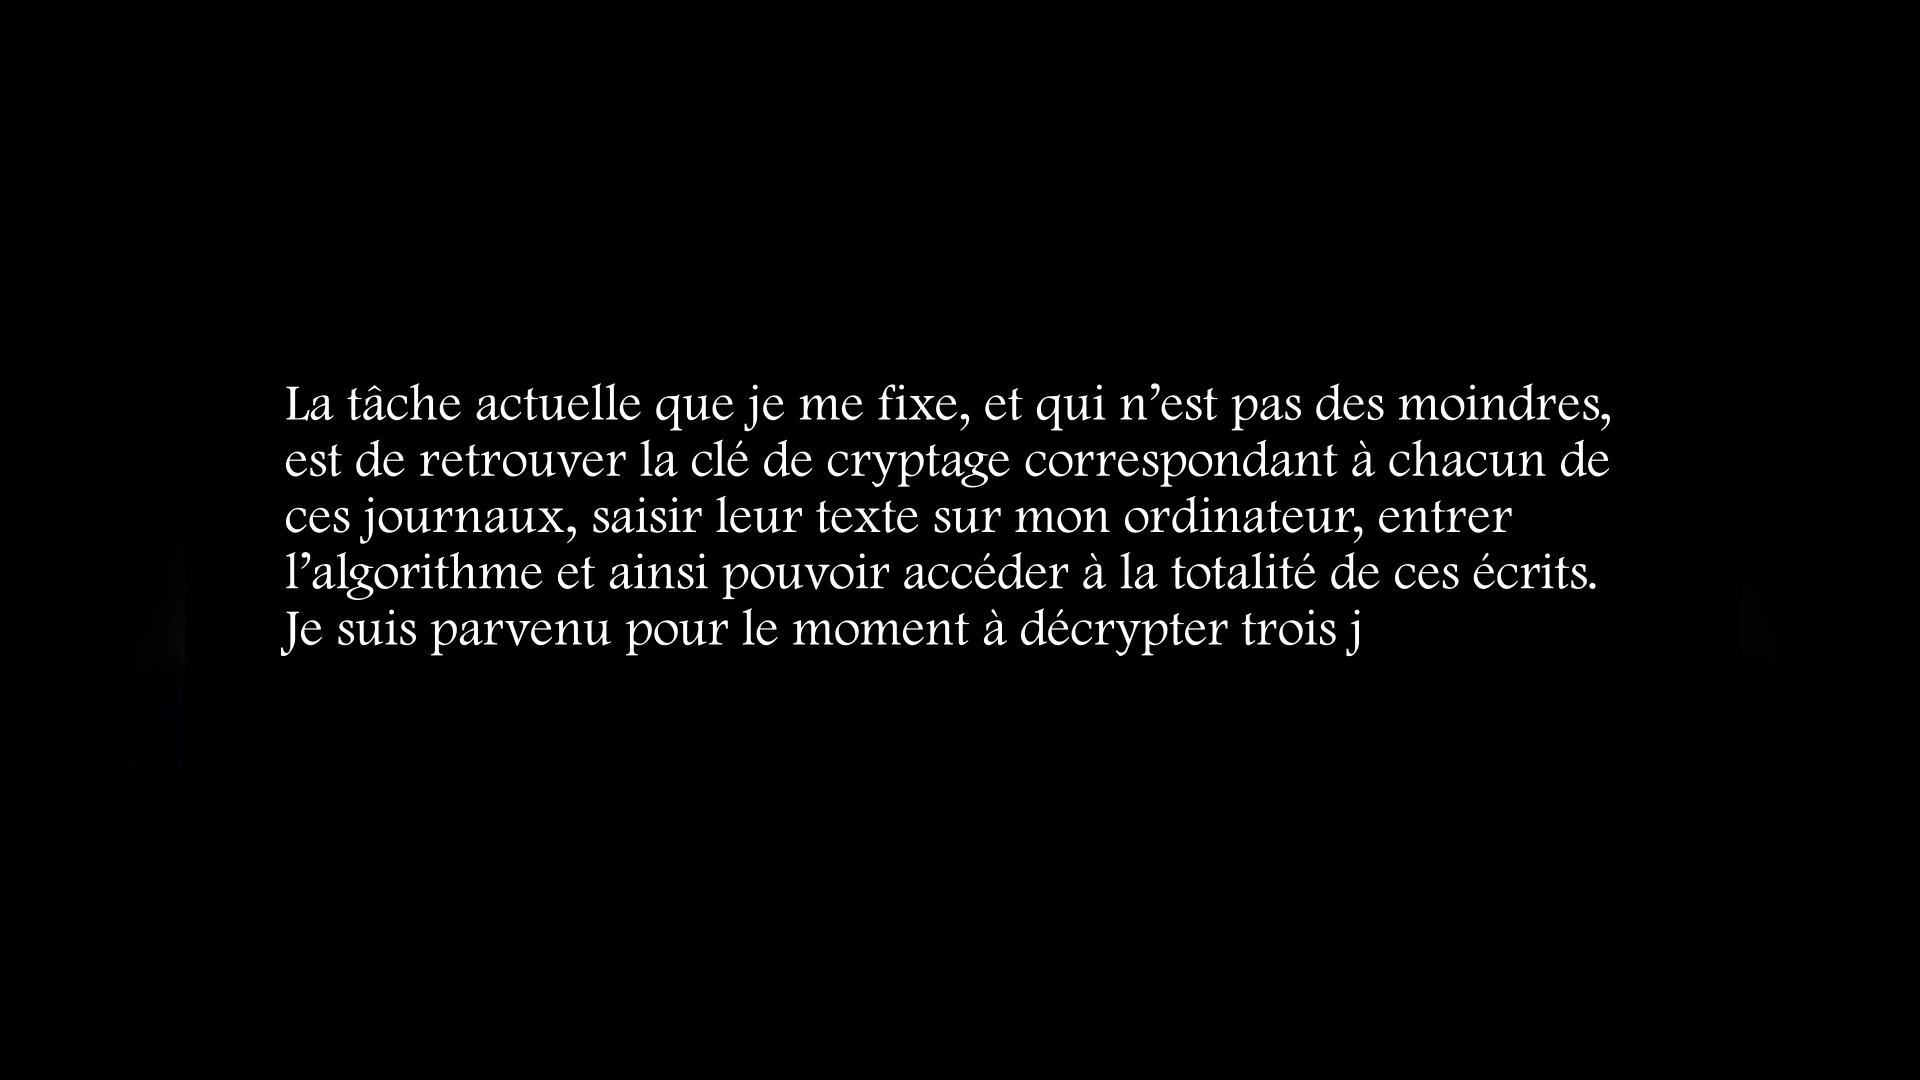 La tâche actuelle que je me fixe, et qui n’est pas des moindres,
est de retrouver la clé de cryptage correspondant à chacun de
ces journaux, saisir leur texte sur mon ordinateur, entrer
l’algorithme et ainsi pouvoir accéder à la totalité de ces écrits.
Je suis parvenu pour le moment à décrypter trois j